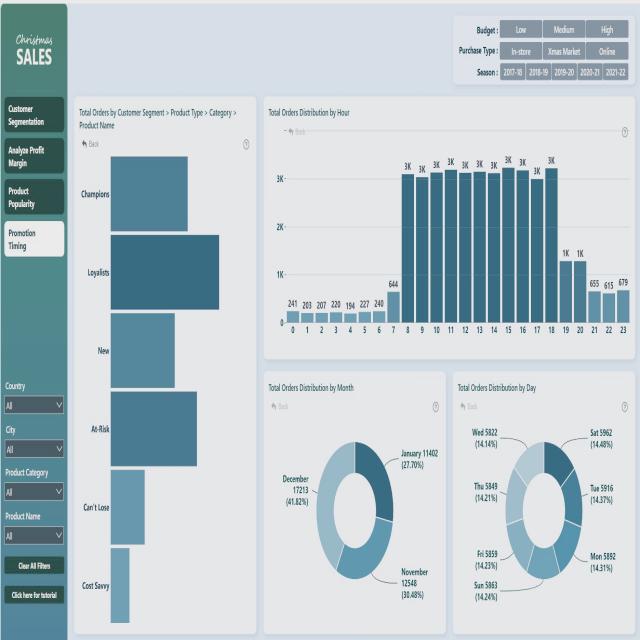 Christmas
SALES
Customer
Segmentation
Analyze Profit
Margin
Product
Popularity
Promotion
Timing
Country
All
City
All
Product Category
All
Product Name
All
Clear All Filters
Click here for tutorial
Budget :
Low
Medium
High
Purchase Type :
In-store
Xmas Market
Online
Season :
2017-18
2018-19
2019-20
2020-21
2021-22
Total Orders by Customer Segment > Product Type > Category >
Product Name
Back
?
Champions
Loyalists
New
At-Risk
Can't Lose
Cost Savvy
Total Orders Distribution by Hour
Back
?
3K
2K
1K
0
241
203
207
220
194
227
240
644
3K
3K
3K
3K
3K
3K
3K
3K
3K
3K
3K
1K
1K
655
615
679
0 1 2 3 4 5 6 7 8 9 10 11 12 13 14 15 16 17 18 19 20 21 22 23
Total Orders Distribution by Month
Back
?
January 11402
(27.70%)
December
17213
(41.82%)
November
12548
(30.48%)
Total Orders Distribution by Day
Back
?
Wed 5822
(14.14%)
Sat 5962
(14.48%)
Thu 5849
(14.21%)
Tue 5916
(14.37%)
Fri 5859
(14.23%)
Mon 5892
(14.31%)
Sun 5863
(14.24%)